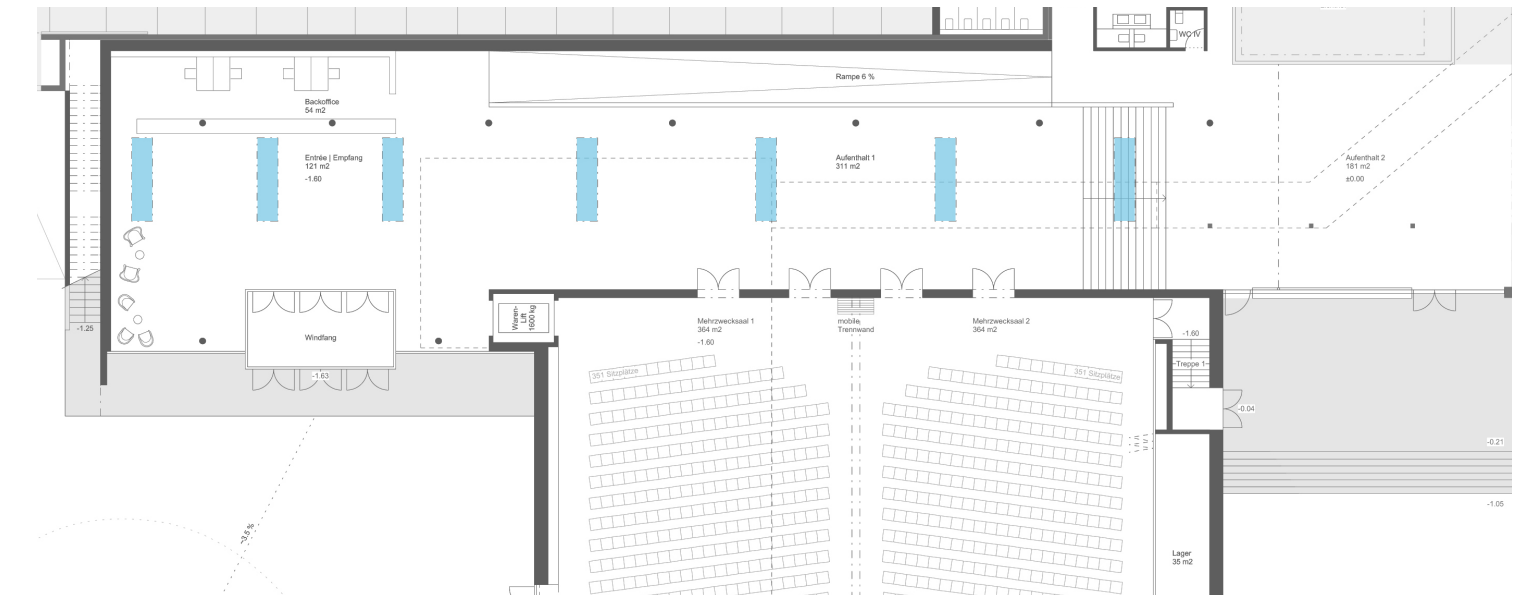 WC IV
Rampe 6 %
Backoffice
54 m2
Entrée | Empfang
121 m2
-1.60
Aufenthalt 1
311 m2
Aufenthalt 2
181 m2
±0.00
-1.25
Windfang
-1.63
Waren-
Lift
1600 kg
Mehrzwecksaal 1
364 m2
-1.60
mobile
Trennwand
Mehrzwecksaal 2
364 m2
-1.60
Treppe 1
351 Sitzplätze
351 Sitzplätze
-0.04
-0.21
-1.05
-3.5 %
Lager
35 m2